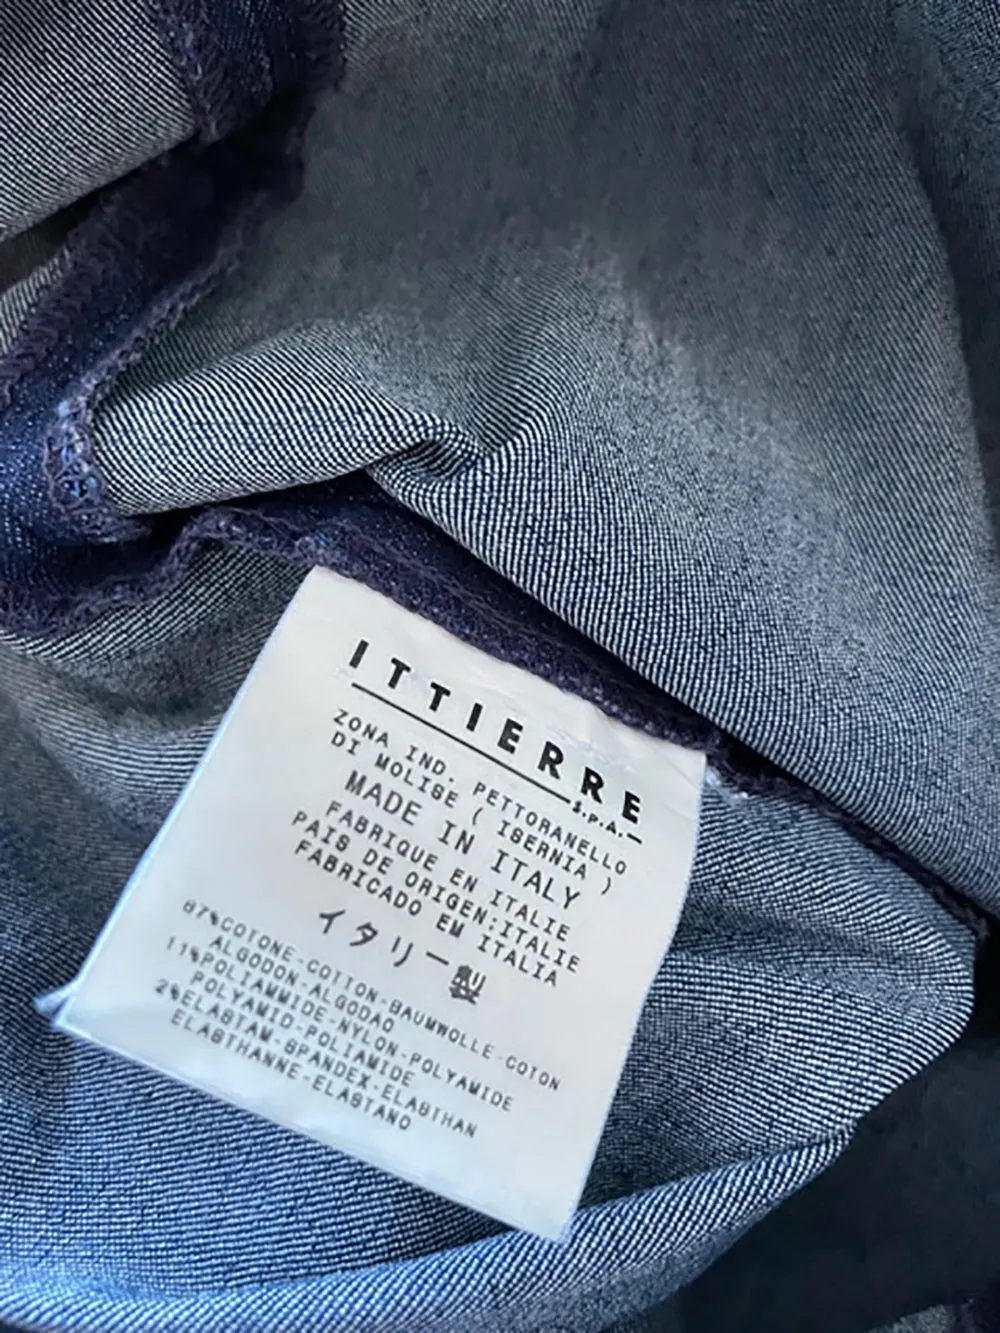 ITTIERRE
S.P.A.
ZONA IND. PETTORANELLO
DI MOLISE ( ISERNIA )
MADE IN ITALY
FABRIQUE EN ITALIE
PAIS DE ORIGEN:ITALIE
FABRICADO EM ITALIA
イタリー製
87%COTONE-COTTON-BAUMWOLLE-COTON
ALGODON-ALGODAO
11%POLIAMMIDE-NYLON-POLYAMIDE
POLYAMID-POLIAMIDE
2%ELASTAM-SPANDEX-ELASTHAN
ELASTHANNE-ELASTANO